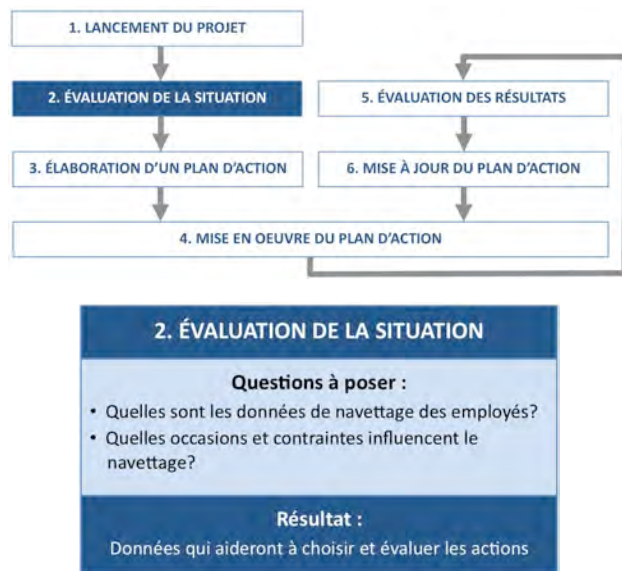 1. LANCEMENT DU PROJET
2. ÉVALUATION DE LA SITUATION
5. ÉVALUATION DES RÉSULTATS
3. ÉLABORATION D'UN PLAN D'ACTION
6. MISE À JOUR DU PLAN D'ACTION
4. MISE EN OEUVRE DU PLAN D'ACTION
2. ÉVALUATION DE LA SITUATION
Questions à poser :
• Quelles sont les données de navettage des employés?
• Quelles occasions et contraintes influencent le
navettage?
Résultat :
Données qui aideront à choisir et évaluer les actions